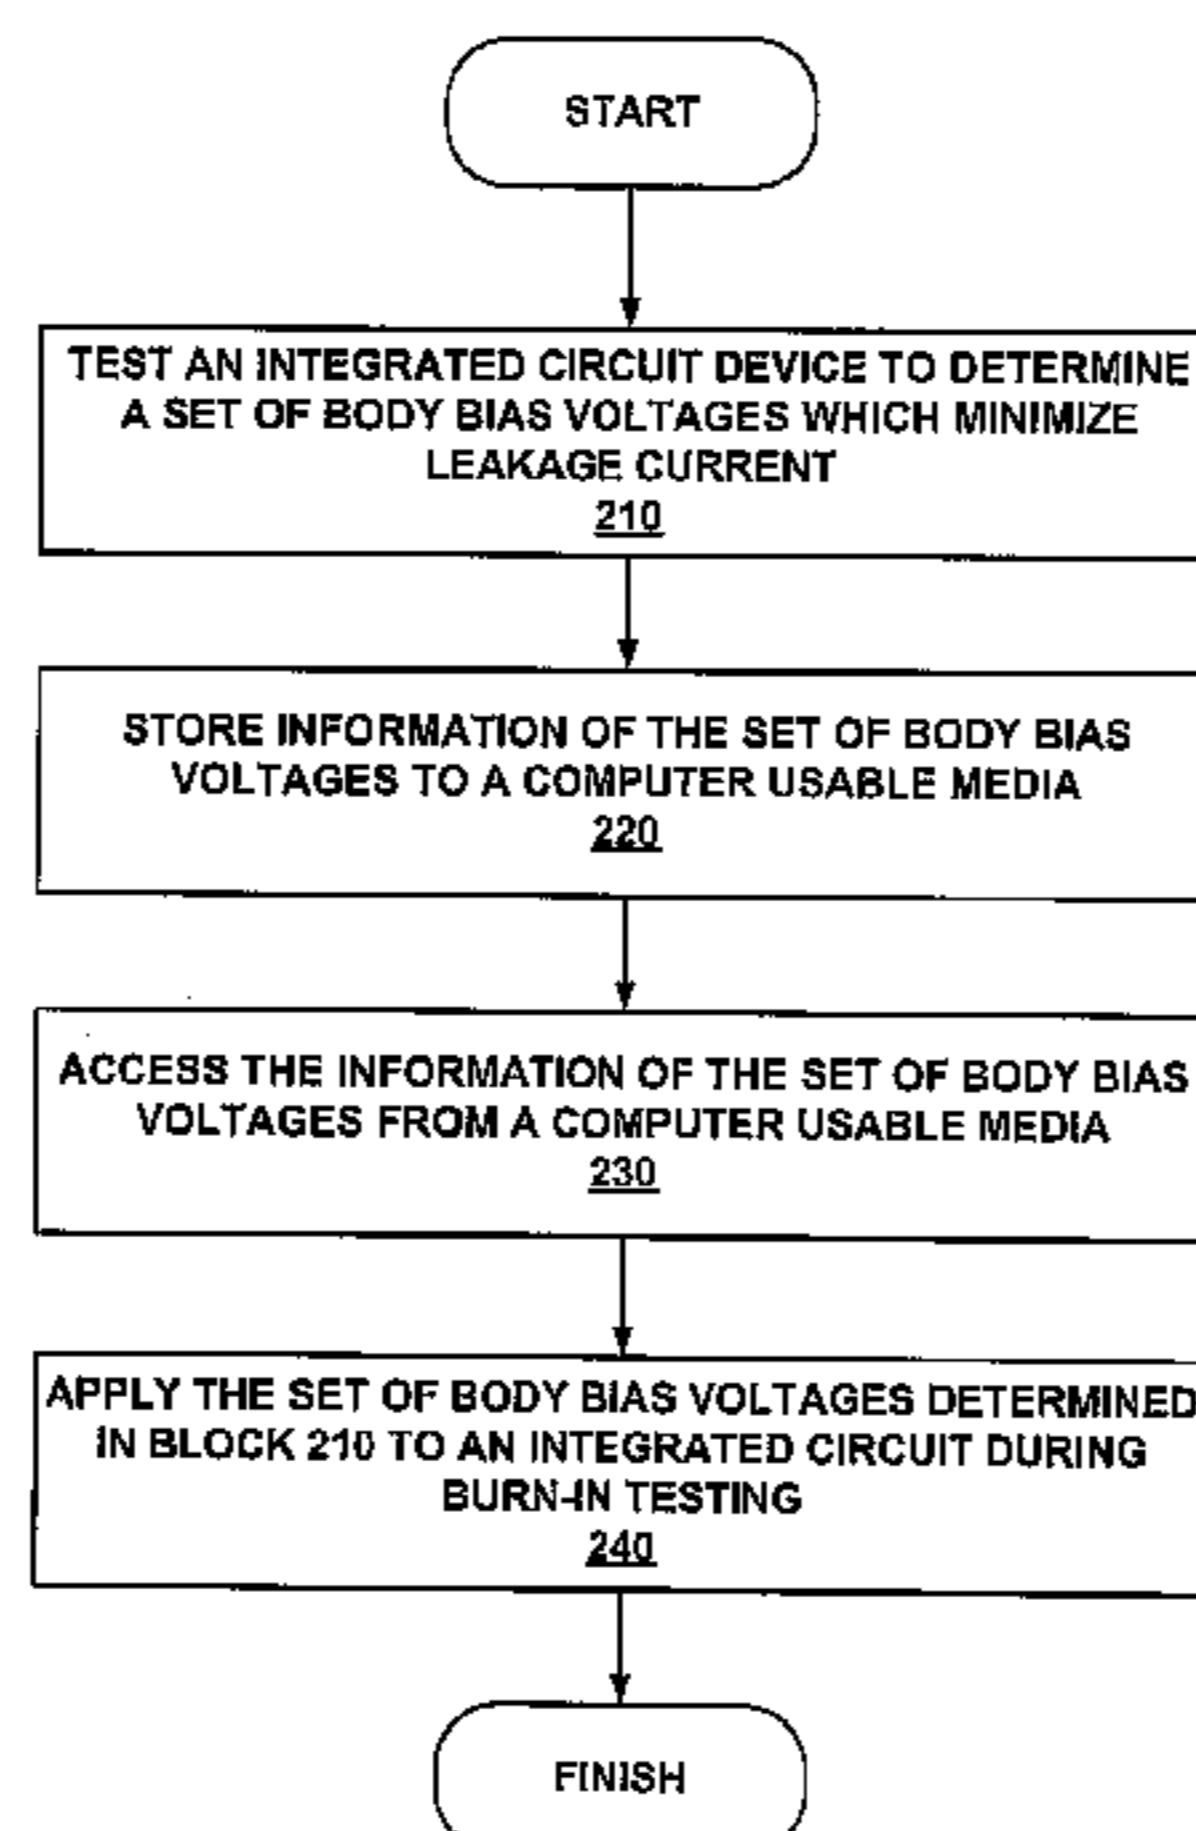 START
TEST AN INTEGRATED CIRCUIT DEVICE TO DETERMINE
A SET OF BODY BIAS VOLTAGES WHICH MINIMIZE
LEAKAGE CURRENT
210
STORE INFORMATION OF THE SET OF BODY BIAS
VOLTAGES TO A COMPUTER USABLE MEDIA
220
ACCESS THE INFORMATION OF THE SET OF BODY BIAS
VOLTAGES FROM A COMPUTER USABLE MEDIA
230
APPLY THE SET OF BODY BIAS VOLTAGES DETERMINED
IN BLOCK 210 TO AN INTEGRATED CIRCUIT DURING
BURN-IN TESTING
240
FINISH